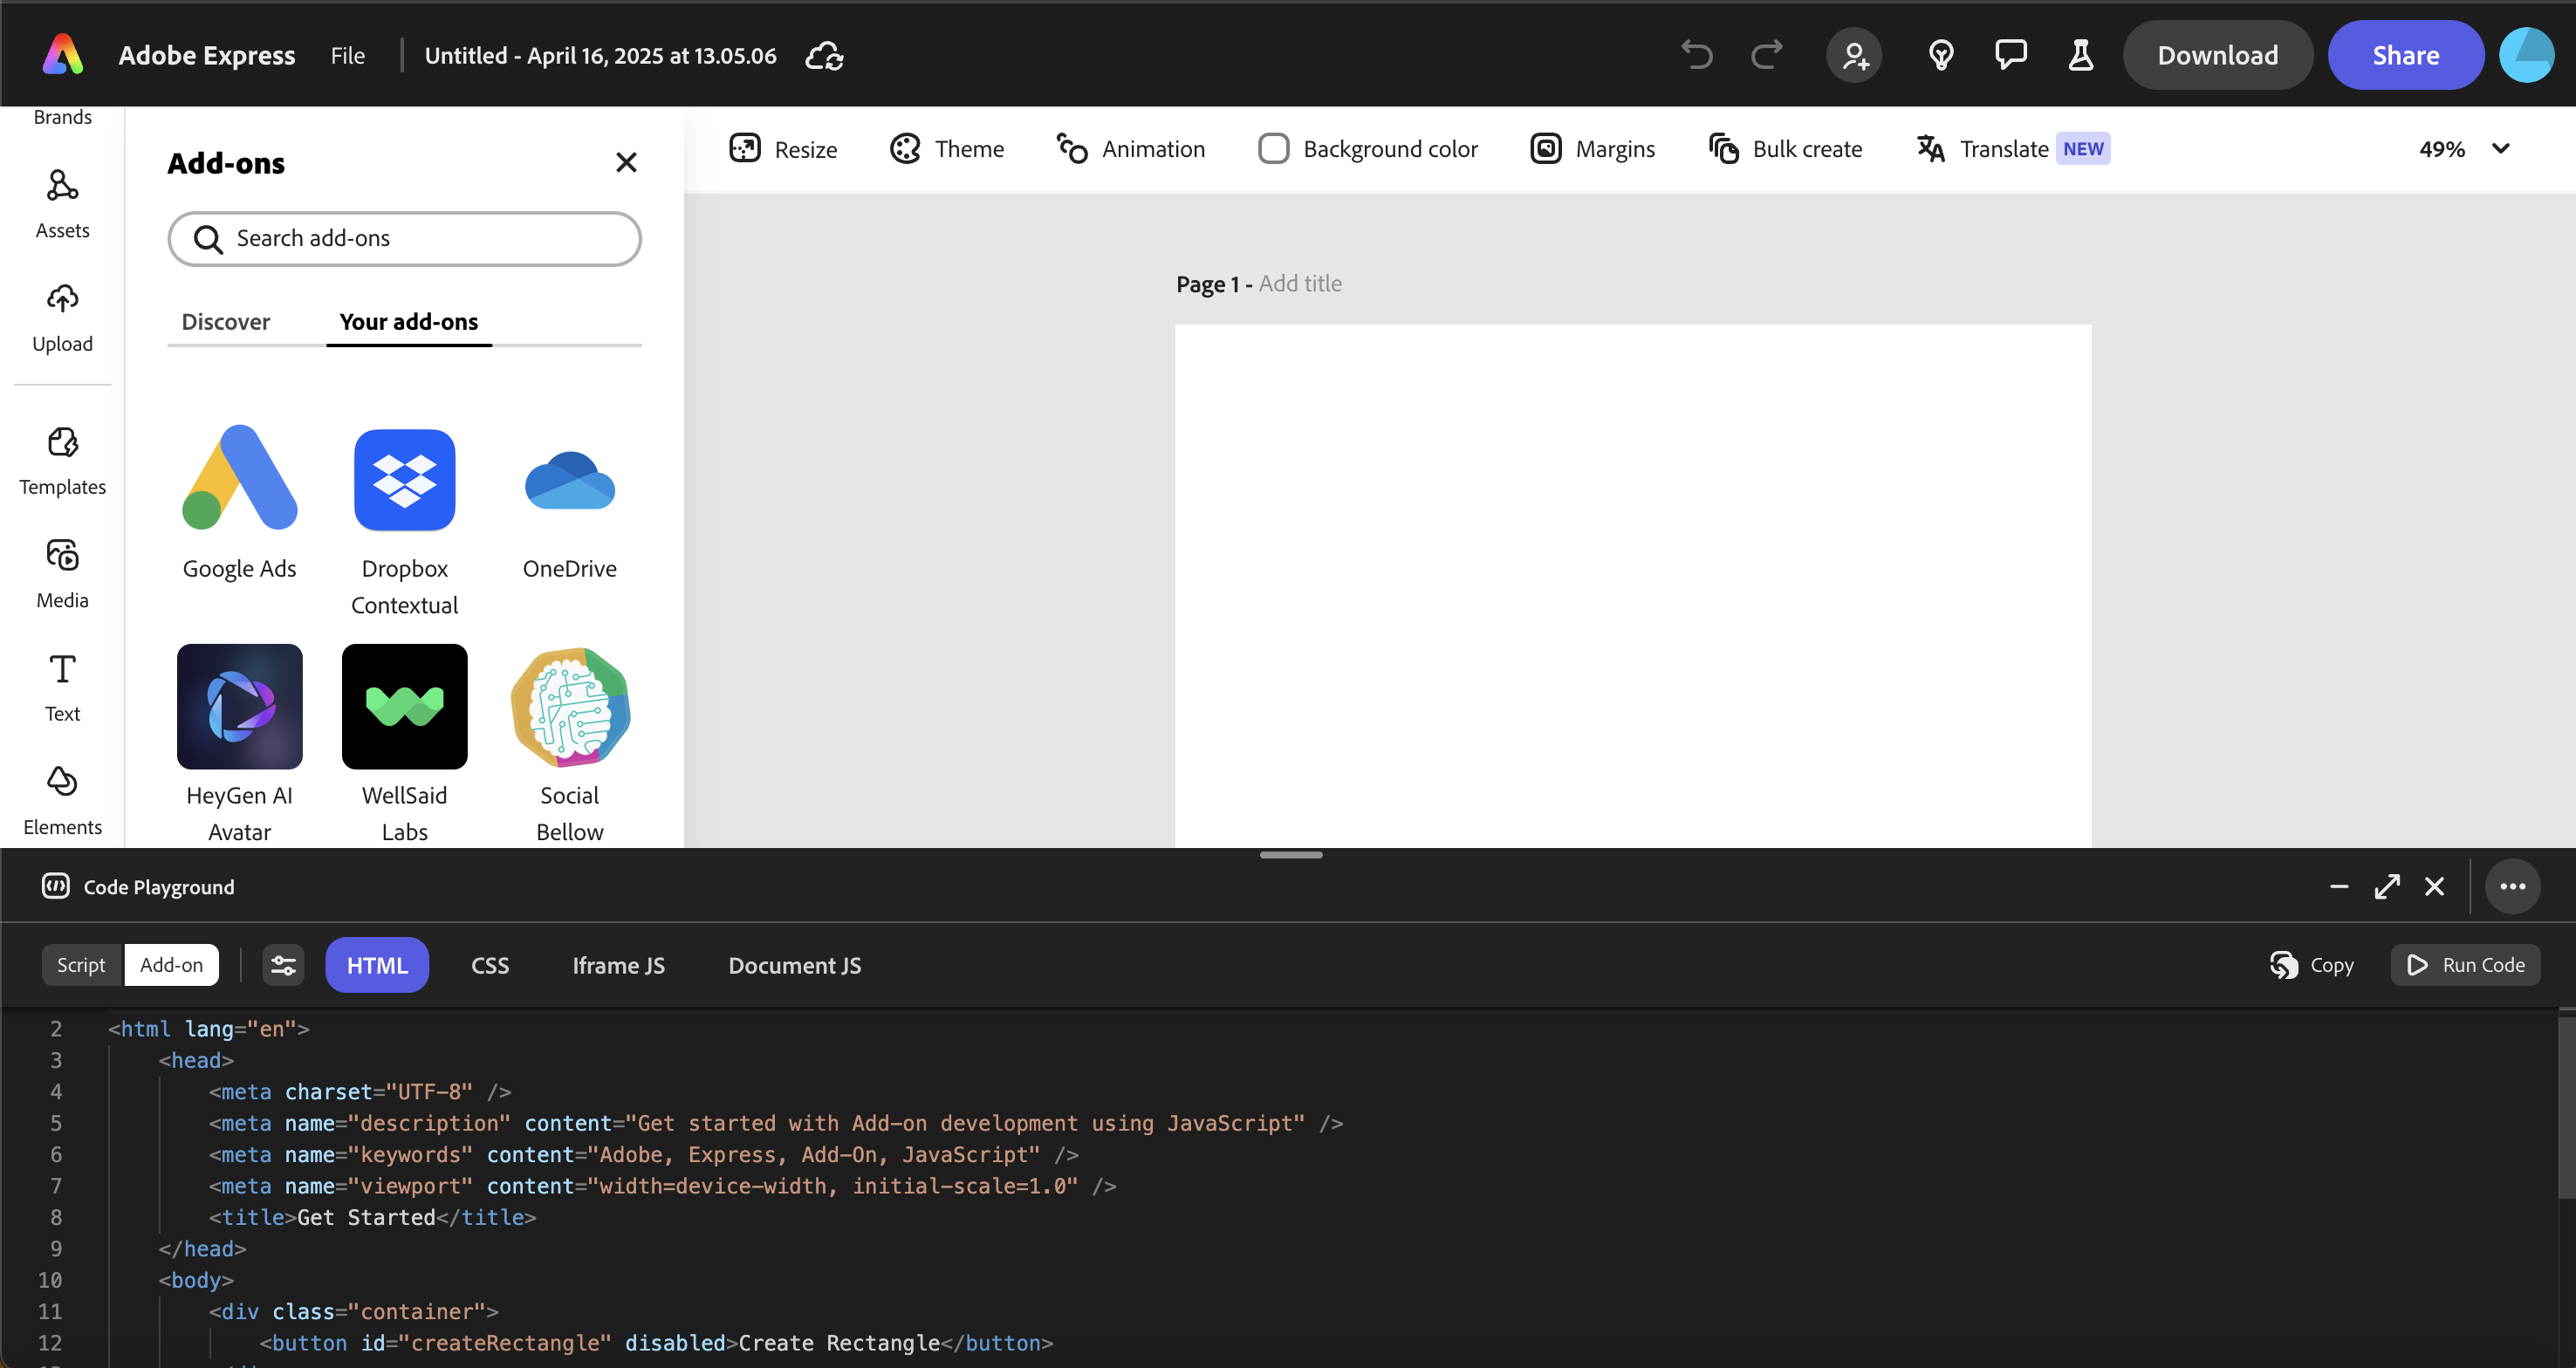 Adobe Express File Untitled - April 16, 2025 at 13.05.06 Download Share
Brands
Assets
Upload
Templates
Media
Text
Elements
Add-ons
Search add-ons
Discover Your add-ons
Google Ads
Dropbox
Contextual
OneDrive
HeyGen AI
Avatar
WellSaid
Labs
Social
Bellow
Resize Theme Animation Background color Margins Bulk create Translate NEW 49%
Page 1 - Add title
Code Playground
Script Add-on HTML CSS Iframe JS Document JS Copy Run Code
2 <html lang="en">
3 <head>
4 <meta charset="UTF-8" />
5 <meta name="description" content="Get started with Add-on development using JavaScript" />
6 <meta name="keywords" content="Adobe, Express, Add-On, JavaScript" />
7 <meta name="viewport" content="width=device-width, initial-scale=1.0" />
8 <title>Get Started</title>
9 </head>
10 <body>
11 <div class="container">
12 <button id="createRectangle" disabled>Create Rectangle</button>